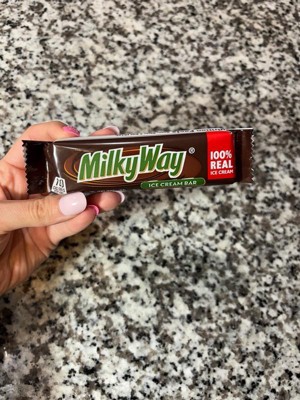 MilkyWay®
ICE CREAM BAR
100%
REAL
ICE CREAM